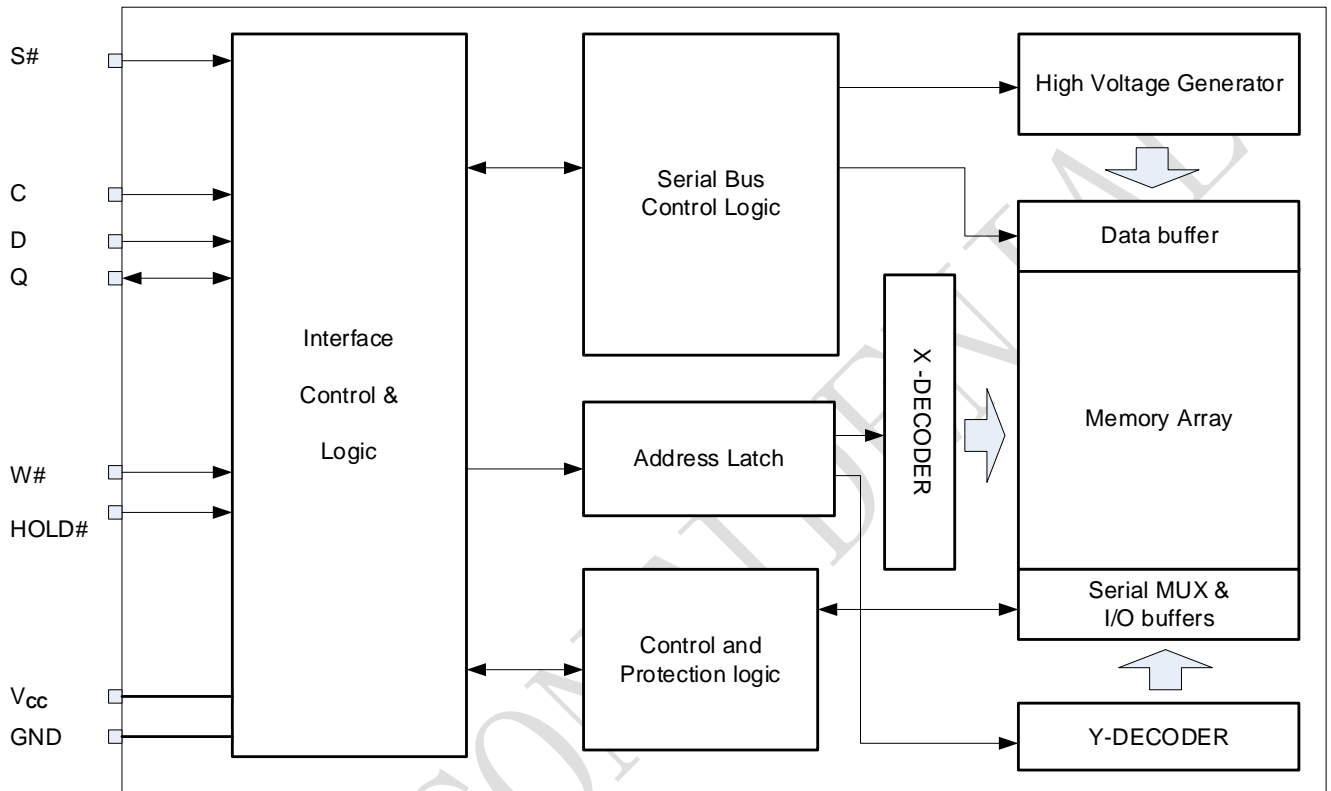 S#
C
D
Q
W#
HOLD#
Vcc
GND
Interface
Control &
Logic
Serial Bus
Control Logic
Address Latch
Control and
Protection logic
X -DECODER
High Voltage Generator
Data buffer
Memory Array
Serial MUX &
I/O buffers
Y-DECODER